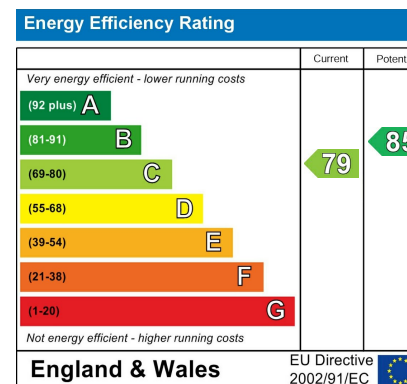 Energy Efficiency Rating
Current Potent
Very energy efficient - lower running costs
(92 plus) A
(81-91) B 85
(69-80) C 79
(55-68) D
(39-54) E
(21-38) F
(1-20) G
Not energy efficient - higher running costs
England & Wales EU Directive
2002/91/EC